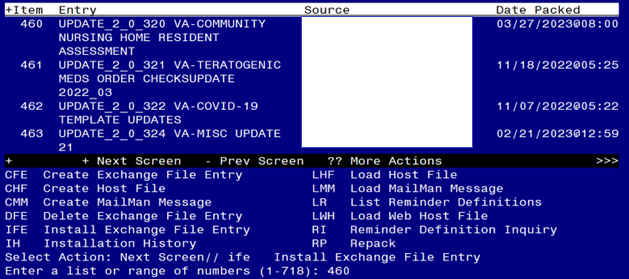 +Item Entry Source Date Packed
460 UPDATE_2_0_320 VA-COMMUNITY 03/27/2023@08:00
NURSING HOME RESIDENT
ASSESSMENT
461 UPDATE_2_0_321 VA-TERATOGENIC 11/18/2022@05:25
MEDS ORDER CHECKSUPDATE
2022_03
462 UPDATE_2_0_322 VA-COVID-19 11/07/2022@05:22
TEMPLATE UPDATES
463 UPDATE_2_0_324 VA-MISC UPDATE 02/21/2023@12:59
21
+ + Next Screen - Prev Screen ?? More Actions >>>
CFE Create Exchange File Entry LHF Load Host File
CHF Create Host File LMM Load MailMan Message
CMM Create MailMan Message LR List Reminder Definitions
DFE Delete Exchange File Entry LWH Load Web Host File
IFE Install Exchange File Entry RI Reminder Definition Inquiry
IH Installation History RP Repack
Select Action: Next Screen// ife Install Exchange File Entry
Enter a list or range of numbers (1-718): 460